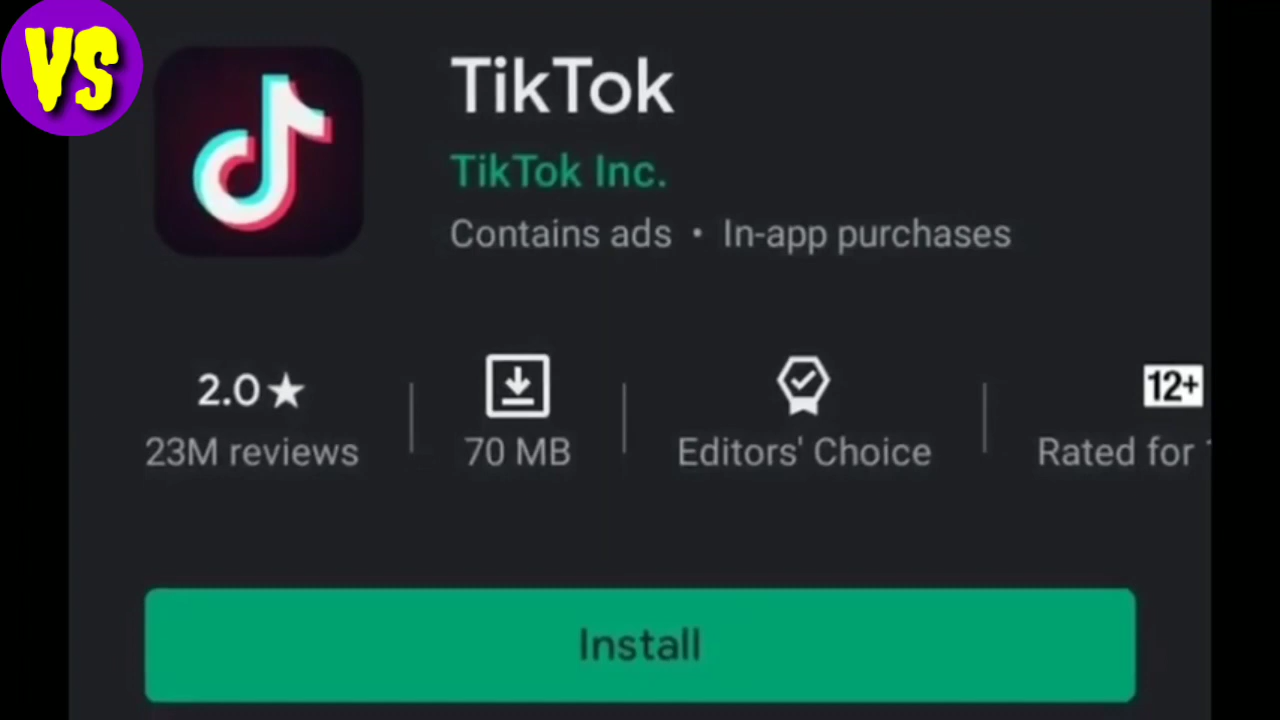 VS
TikTok
TikTok Inc.
Contains ads • In-app purchases
2.0★
12+
23M reviews
70 MB
Editors' Choice
Rated for
Install